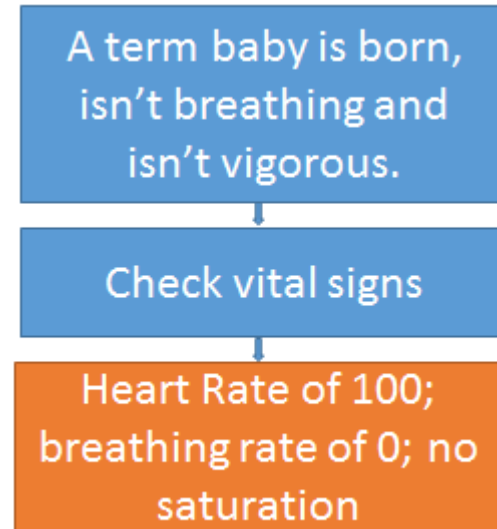 A term baby is born,
isn’t breathing and
isn’t vigorous.
Check vital signs
Heart Rate of 100;
breathing rate of 0; no
saturation